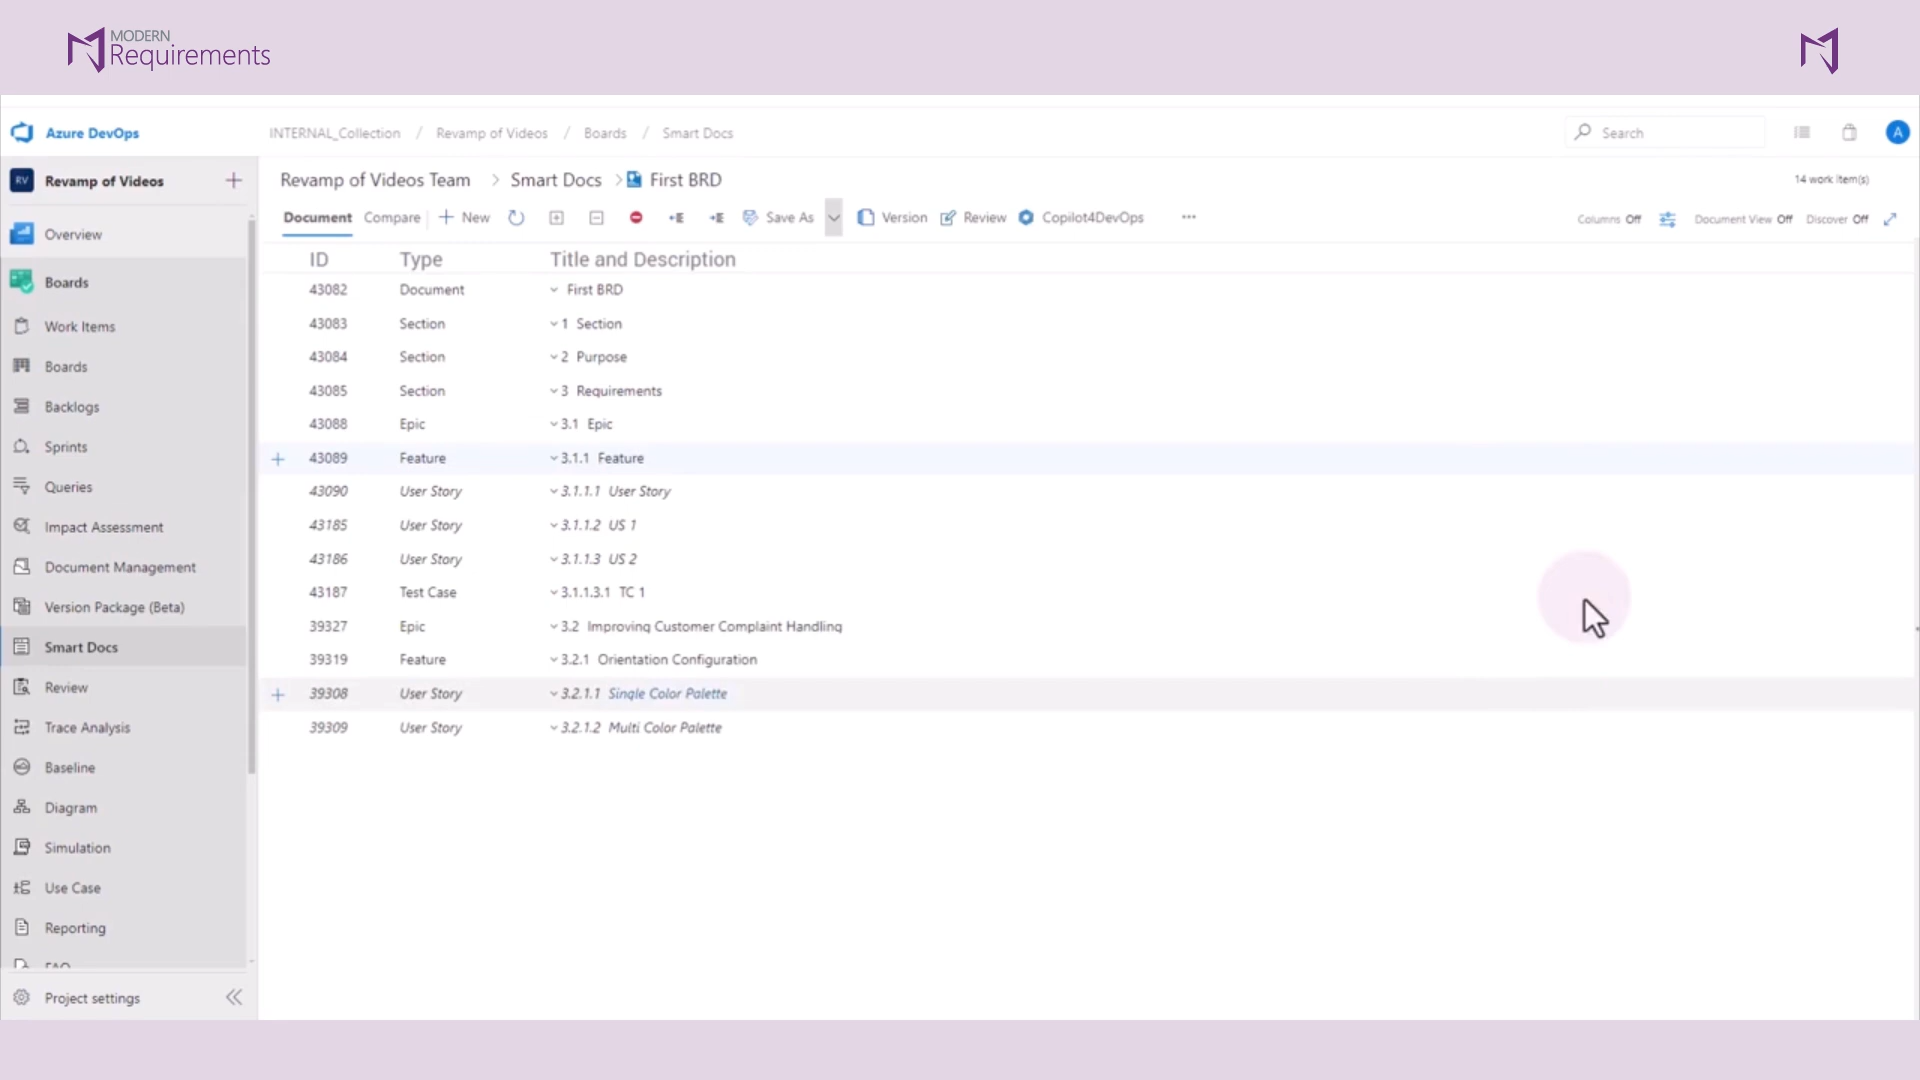 MODERN
Requirements
Azure DevOps
INTERNAL_Collection / Revamp of Videos / Boards / Smart Docs
Search
A
RV Revamp of Videos
Revamp of Videos Team > Smart Docs > First BRD
14 work item(s)
Document Compare New Save As Version Review Copilot4DevOps ...
Columns Off Document View Off Discover Off
Overview
Boards
Work Items
Boards
Backlogs
Sprints
Queries
Impact Assessment
Document Management
Version Package (Beta)
Smart Docs
Review
Trace Analysis
Baseline
Diagram
Simulation
Use Case
Reporting
FAQ
Project settings
ID Type Title and Description
43082 Document First BRD
43083 Section 1 Section
43084 Section 2 Purpose
43085 Section 3 Requirements
43088 Epic 3.1 Epic
43089 Feature 3.1.1 Feature
43090 User Story 3.1.1.1 User Story
43185 User Story 3.1.1.2 US 1
43186 User Story 3.1.1.3 US 2
43187 Test Case 3.1.1.3.1 TC 1
39327 Epic 3.2 Improving Customer Complaint Handling
39319 Feature 3.2.1 Orientation Configuration
39308 User Story 3.2.1.1 Single Color Palette
39309 User Story 3.2.1.2 Multi Color Palette